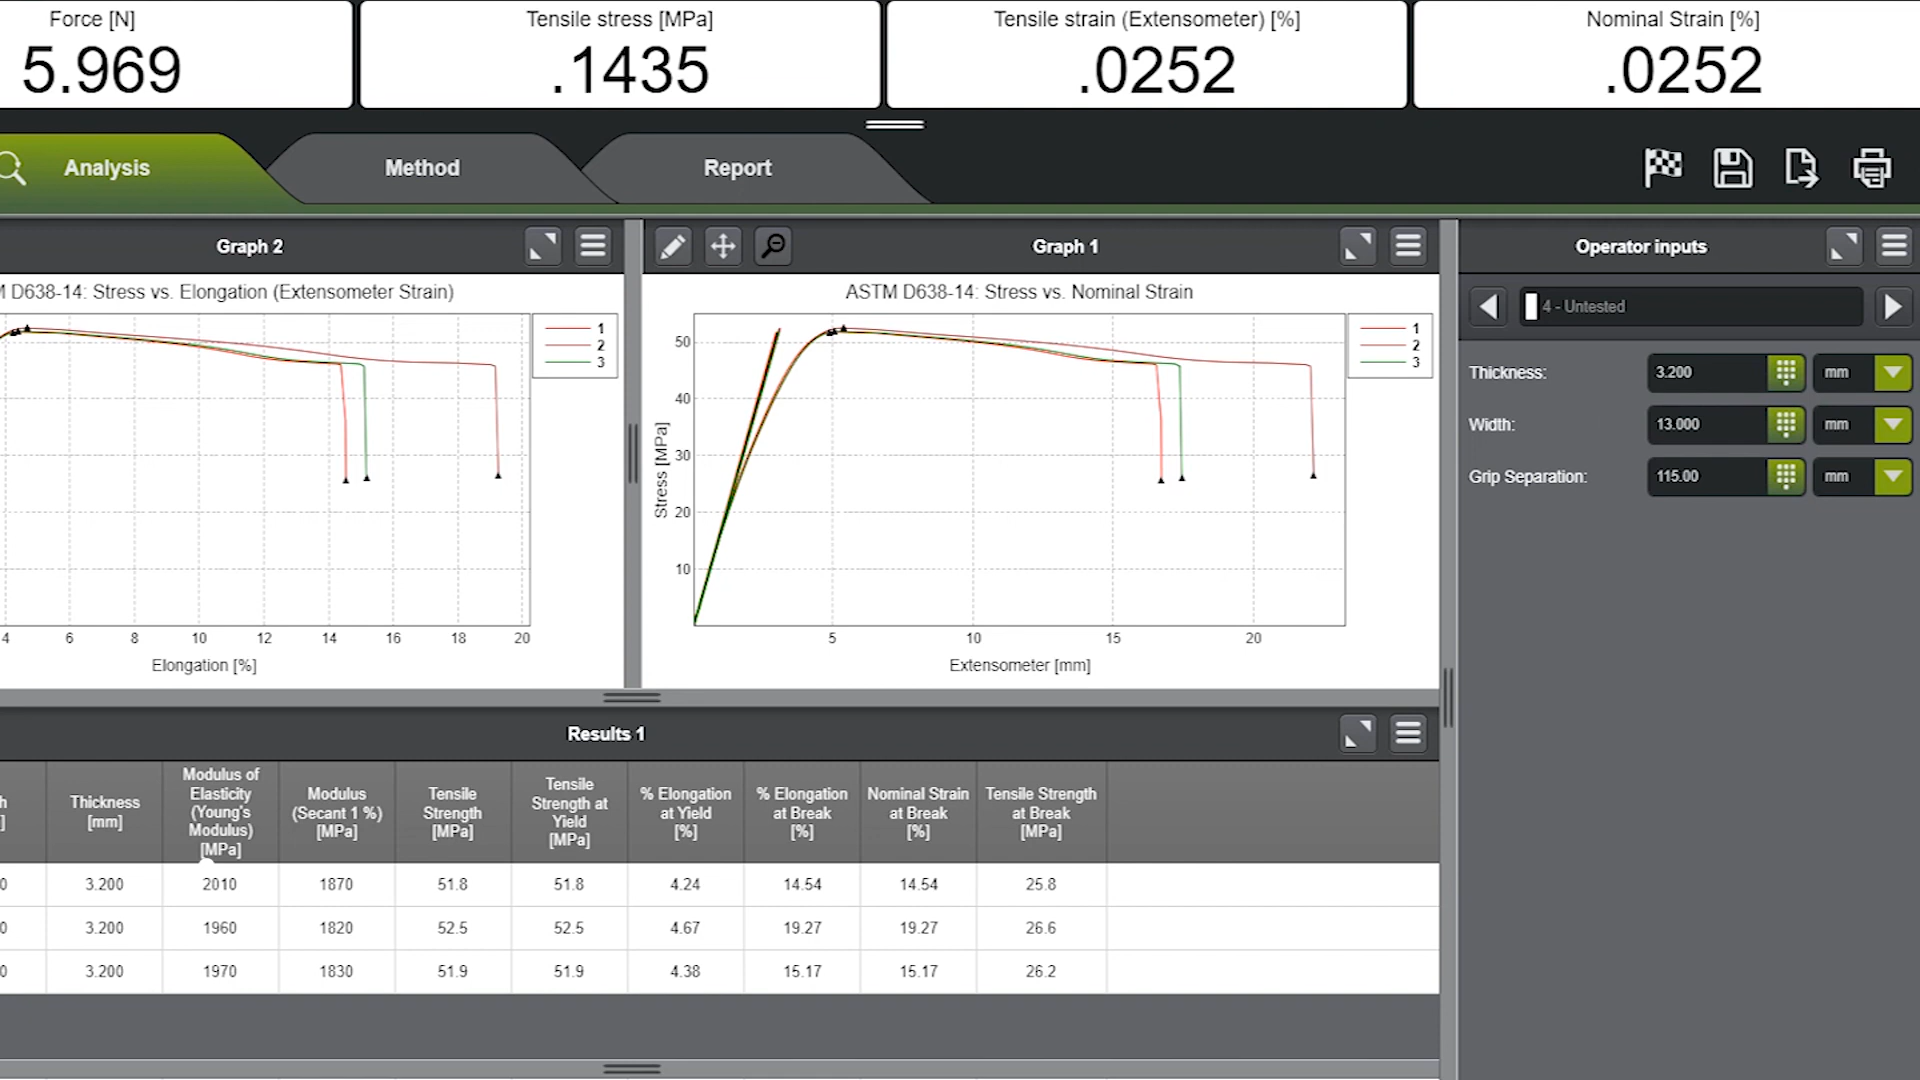 Force [N]
5.969
Tensile stress [MPa]
.1435
Tensile strain (Extensometer) [%]
.0252
Nominal Strain [%]
.0252
Analysis
Method
Report
Graph 2
D638-14: Stress vs. Elongation (Extensometer Strain)
1
2
3
4 6 8 10 12 14 16 18 20
Elongation [%]
Graph 1
ASTM D638-14: Stress vs. Nominal Strain
1
2
3
Stress [MPa]
50
40
30
20
10
5 10 15 20
Extensometer [mm]
Operator inputs
4 - Untested
Thickness: 3.200 mm
Width: 13.000 mm
Grip Separation: 115.00 mm
Results 1
Thickness
[mm]
Modulus of
Elasticity
(Young's
Modulus)
[MPa]
Modulus
(Secant 1 %)
[MPa]
Tensile
Strength
[MPa]
Tensile
Strength at
Yield
[MPa]
% Elongation
at Yield
[%]
% Elongation
at Break
[%]
Nominal Strain
at Break
[%]
Tensile Strength
at Break
[MPa]
0 3.200 2010 1870 51.8 51.8 4.24 14.54 14.54 25.8
0 3.200 1960 1820 52.5 52.5 4.67 19.27 19.27 26.6
0 3.200 1970 1830 51.9 51.9 4.38 15.17 15.17 26.2